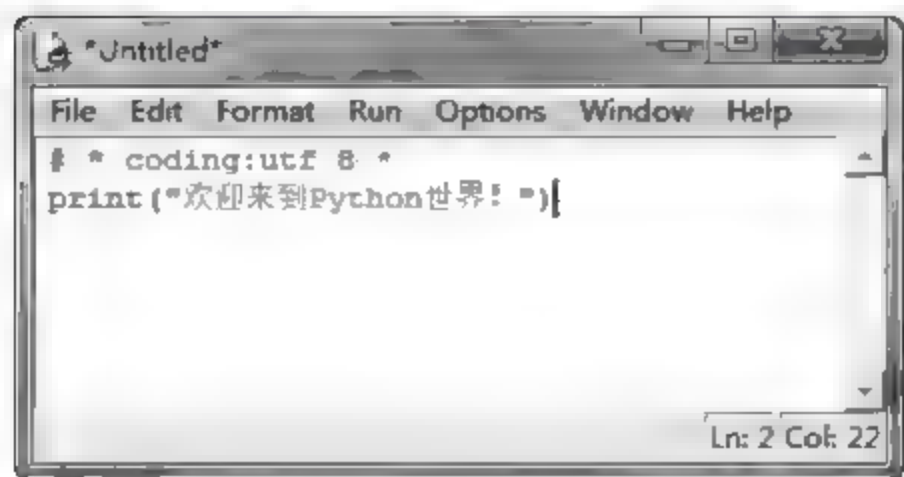 *Untitled*
File Edit Format Run Options Window Help
# * coding:utf 8 *
print("欢迎来到Python世界!")
Ln: 2 Col: 22